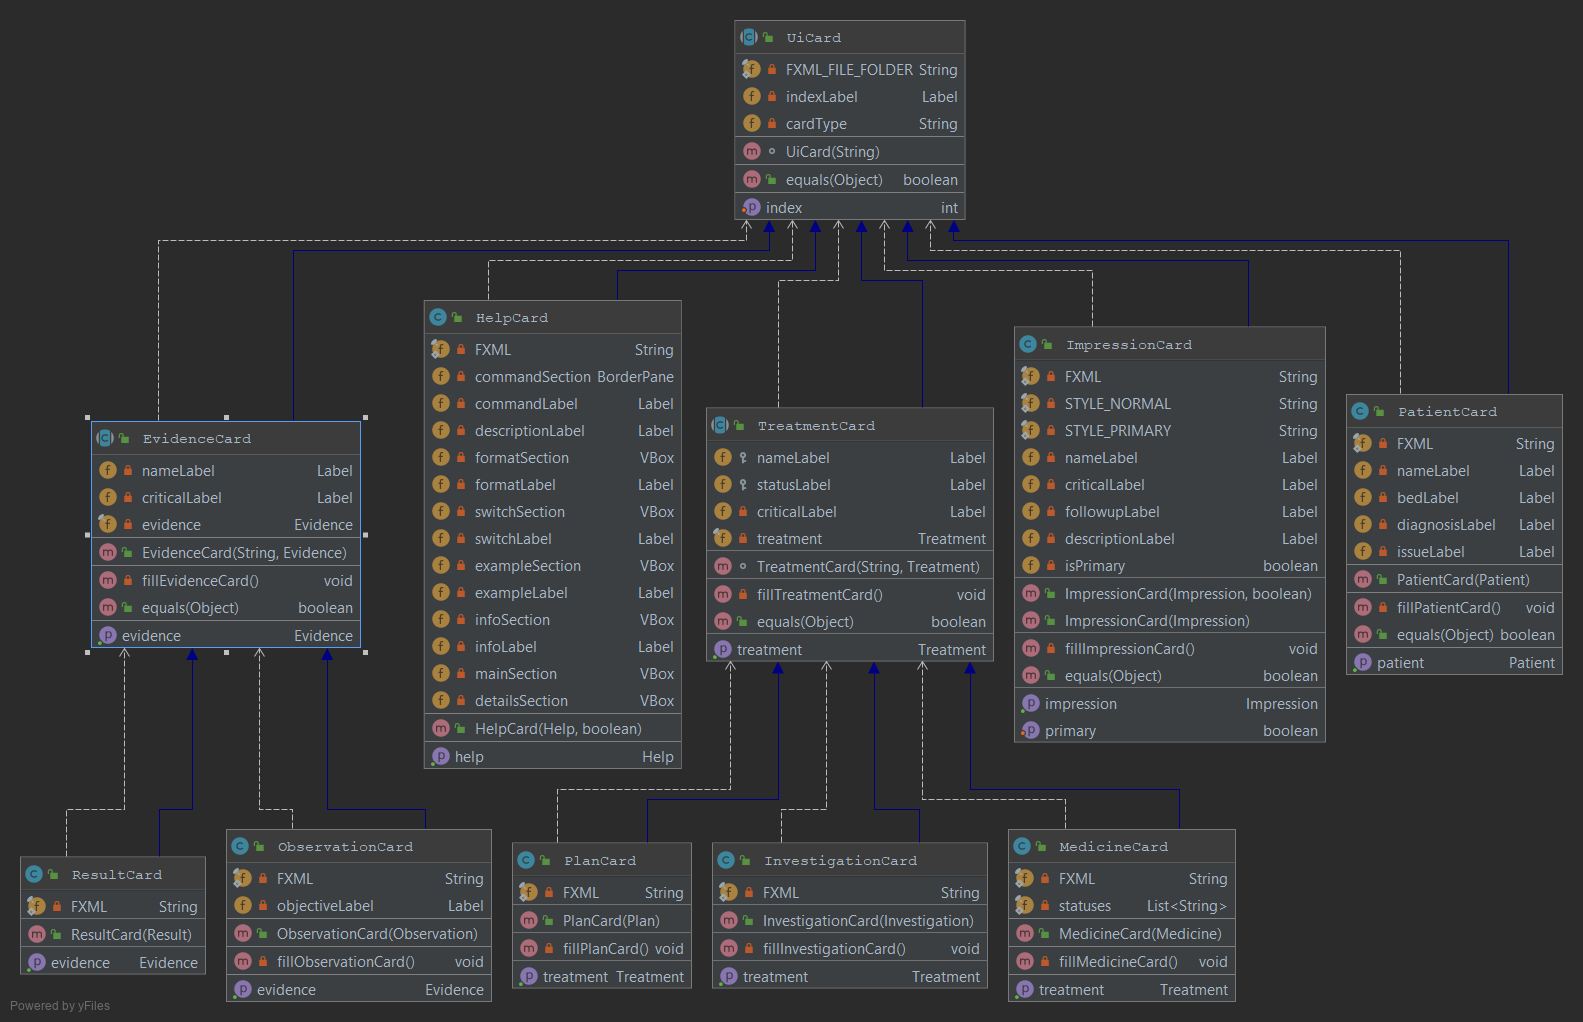 UiCard
FXML_FILE_FOLDER String
indexLabel Label
cardType String
UiCard(String)
equals(Object) boolean
index int
HelpCard
FXML String
commandSection BorderPane
commandLabel Label
descriptionLabel Label
formatSection VBox
formatLabel Label
switchSection VBox
switchLabel Label
exampleSection VBox
exampleLabel Label
infoSection VBox
infoLabel Label
mainSection VBox
detailsSection VBox
HelpCard(Help, boolean)
help Help
ImpressionCard
FXML String
STYLE_NORMAL String
STYLE_PRIMARY String
nameLabel Label
criticalLabel Label
followupLabel Label
descriptionLabel Label
isPrimary boolean
ImpressionCard(Impression, boolean)
ImpressionCard(Impression)
fillImpressionCard() void
equals(Object) boolean
impression Impression
primary boolean
PatientCard
FXML String
nameLabel Label
bedLabel Label
diagnosisLabel Label
issueLabel Label
PatientCard(Patient)
fillPatientCard() void
equals(Object) boolean
patient Patient
EvidenceCard
nameLabel Label
criticalLabel Label
evidence Evidence
EvidenceCard(String, Evidence)
fillEvidenceCard() void
equals(Object) boolean
evidence Evidence
TreatmentCard
nameLabel Label
statusLabel Label
criticalLabel Label
treatment Treatment
TreatmentCard(String, Treatment)
fillTreatmentCard() void
equals(Object) boolean
treatment Treatment
ResultCard
FXML String
ResultCard(Result)
evidence Evidence
ObservationCard
FXML String
objectiveLabel Label
ObservationCard(Observation)
fillObservationCard() void
evidence Evidence
PlanCard
FXML String
PlanCard(Plan)
fillPlanCard() void
treatment Treatment
InvestigationCard
FXML String
InvestigationCard(Investigation)
fillInvestigationCard() void
treatment Treatment
MedicineCard
FXML String
statuses List<String>
MedicineCard(Medicine)
fillMedicineCard() void
treatment Treatment
Powered by yFiles